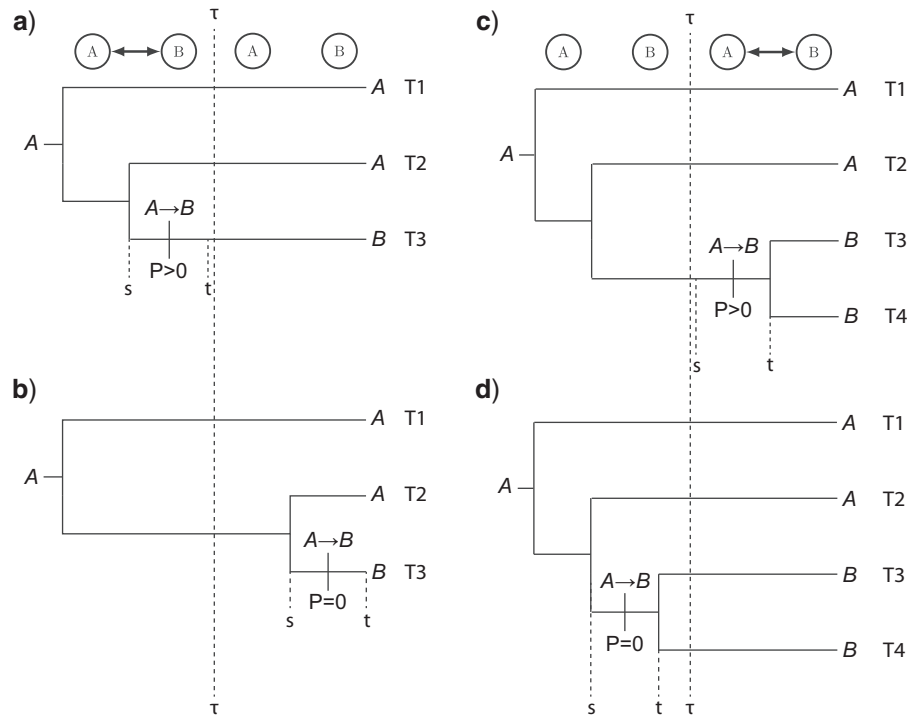 a)
τ
A B A B
A T1
A
A T2
A→B
B T3
P>0
s t
b)
A T1
A
A T2
A→B
B T3
P=0
s t
τ
c)
τ
A B A B
A T1
A
A T2
A→B
B T3
P>0
B T4
s t
d)
A T1
A
A T2
A→B
B T3
P=0
B T4
s t τ